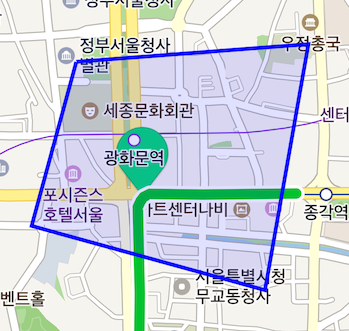 정부서울청사
정부서울청사
별관
우정총국
세종문화회관
센터
광화문역
포시즌스
호텔서울
아트센터나비
종각역
서울특별시청
무교동청사
벤트홀